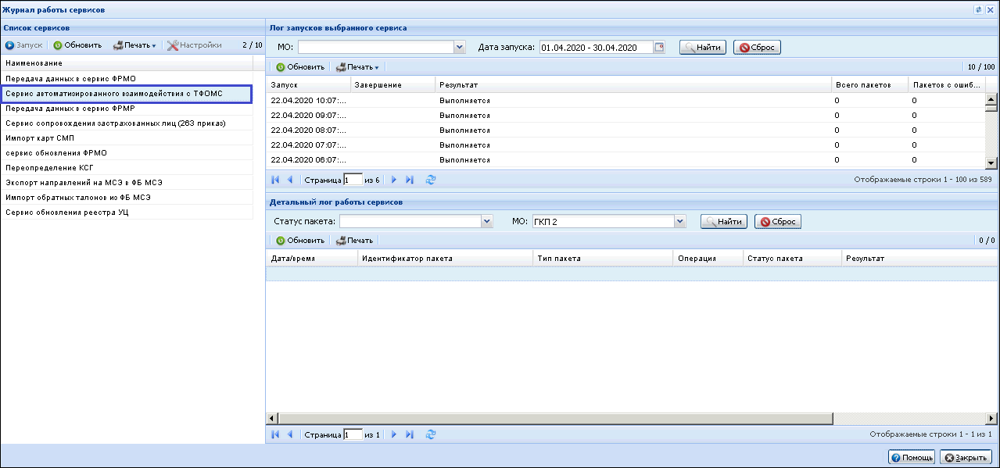 Журнал работы сервисов
Список сервисов
Запуск Обновить Печать Настройки 2 / 10
Наименование
Передача данных в сервис ФРМО
Сервис автоматизированного взаимодействия с ТФОМС
Передача данных в сервис ФРМР
Сервис сопровождения застрахованных лиц (263 приказ)
Импорт карт СМП
сервис обновления ФРМО
Переопределение КСГ
Экспорт направлений на МСЭ в ФБ МСЭ
Импорт обратных талонов из ФБ МСЭ
Сервис обновления реестра УЦ
Лог запусков выбранного сервиса
МО: Дата запуска: 01.04.2020 - 30.04.2020 Найти Сброс
Обновить Печать 10 / 100
Запуск Завершение Результат Всего пакетов Пакетов с ошиб...
22.04.2020 10:07:... Выполняется 0 0
22.04.2020 09:07:... Выполняется 0 0
22.04.2020 08:07:... Выполняется 0 0
22.04.2020 07:07:... Выполняется 0 0
22.04.2020 06:07:... Выполняется 0 0
Страница 1 из 6 Отображаемые строки 1 - 100 из 589
Детальный лог работы сервисов
Статус пакета: МО: ГКП 2 Найти Сброс
Обновить Печать 0 / 0
Дата/время Идентификатор пакета Тип пакета Операция Статус пакета Результат
Страница 1 из 1 Отображаемые строки 1 - 1 из 1
Помощь Закрыть